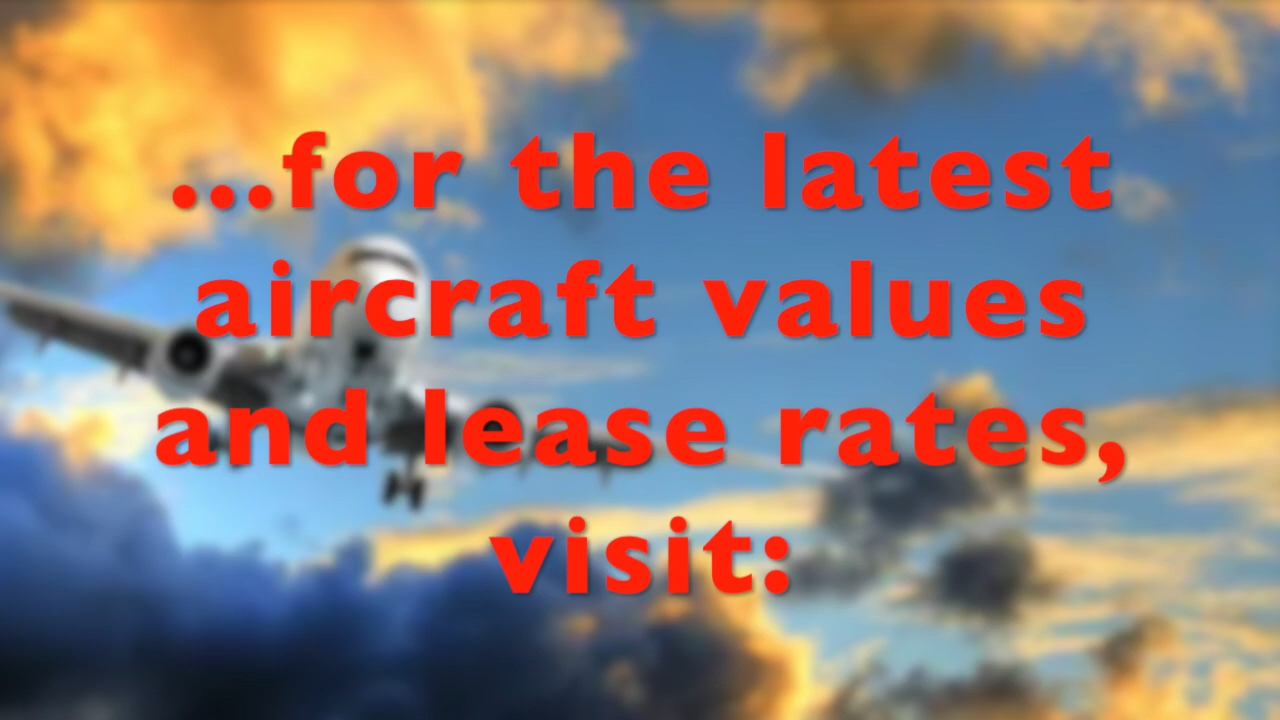 ...for the latest
aircraft values
and lease rates,
visit: